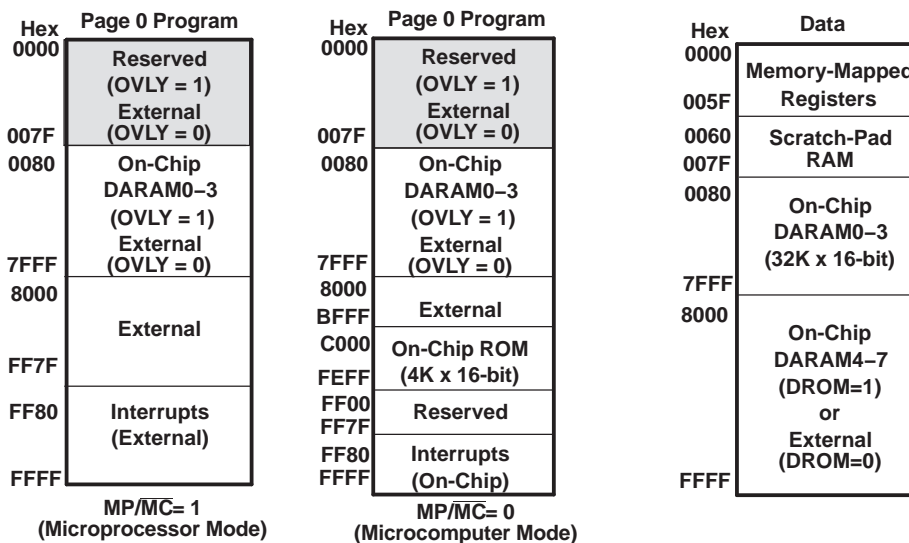 Page 0 Program
Hex
0000
Reserved
(OVLY = 1)
External
(OVLY = 0)
007F
0080
On-Chip
DARAM0–3
(OVLY = 1)
External
(OVLY = 0)
7FFF
8000
External
FF7F
FF80
Interrupts
(External)
FFFF
MP/MC= 1
(Microprocessor Mode)
Page 0 Program
Hex
0000
Reserved
(OVLY = 1)
External
(OVLY = 0)
007F
0080
On-Chip
DARAM0–3
(OVLY = 1)
External
(OVLY = 0)
7FFF
8000
External
BFFF
C000
On-Chip ROM
(4K x 16-bit)
FEFF
FF00
Reserved
FF7F
FF80
Interrupts
(On-Chip)
FFFF
MP/MC= 0
(Microcomputer Mode)
Data
Hex
0000
Memory-Mapped
Registers
005F
0060
Scratch-Pad
RAM
007F
0080
On-Chip
DARAM0–3
(32K x 16-bit)
7FFF
8000
On-Chip
DARAM4–7
(DROM=1)
or
External
(DROM=0)
FFFF